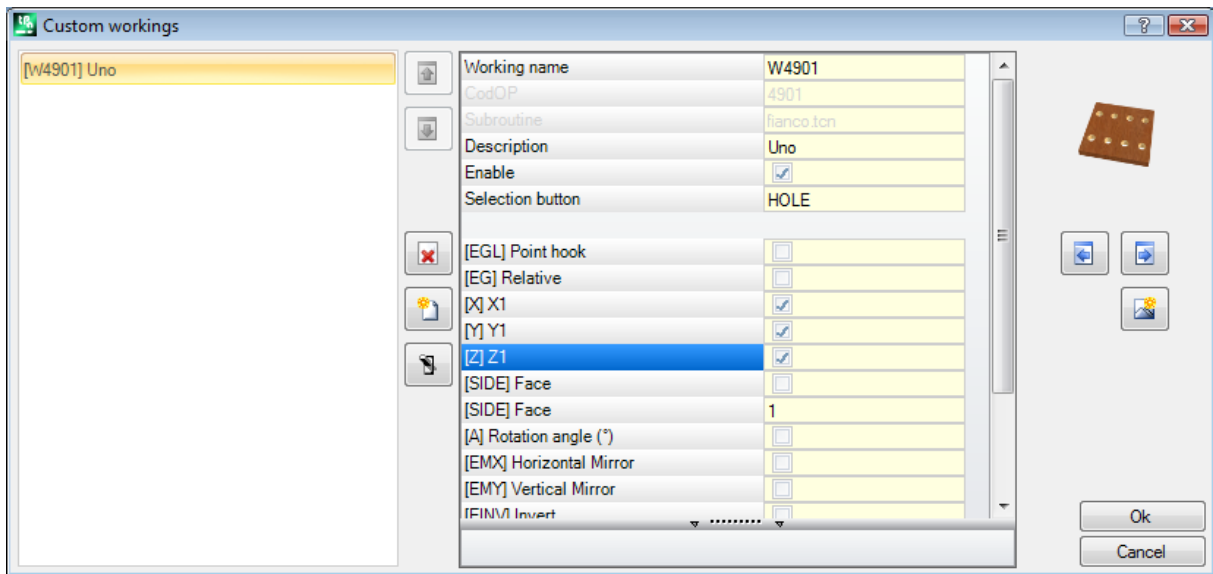 Custom workings
[W4901] Uno
Working name W4901
CodOP 4901
Subroutine fianco.tcn
Description Uno
Enable
Selection button HOLE
[EGL] Point hook
[EG] Relative
[X] X1
[Y] Y1
[Z] Z1
[SIDE] Face
[SIDE] Face 1
[A] Rotation angle (°)
[EMX] Horizontal Mirror
[EMY] Vertical Mirror
[EINV] Invert
Ok
Cancel